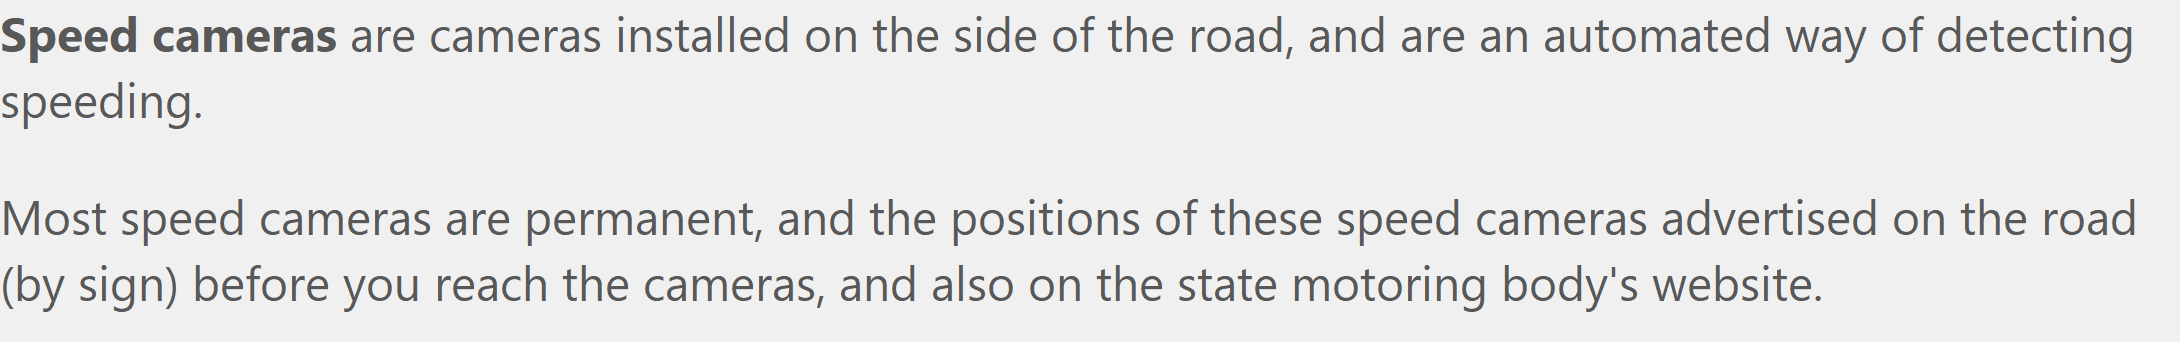 Speed cameras are cameras installed on the side of the road, and are an automated way of detecting
speeding.
Most speed cameras are permanent, and the positions of these speed cameras advertised on the road
(by sign) before you reach the cameras, and also on the state motoring body's website.